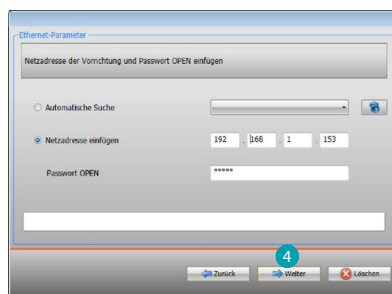 Ethernet-Parameter
Netzadresse der Vorrichtung und Passwort OPEN einfügen
Automatische Suche
Netzadresse einfügen
192 . 168 . 1 . 153
Passwort OPEN
*****
4
Zurück Weiter Löschen